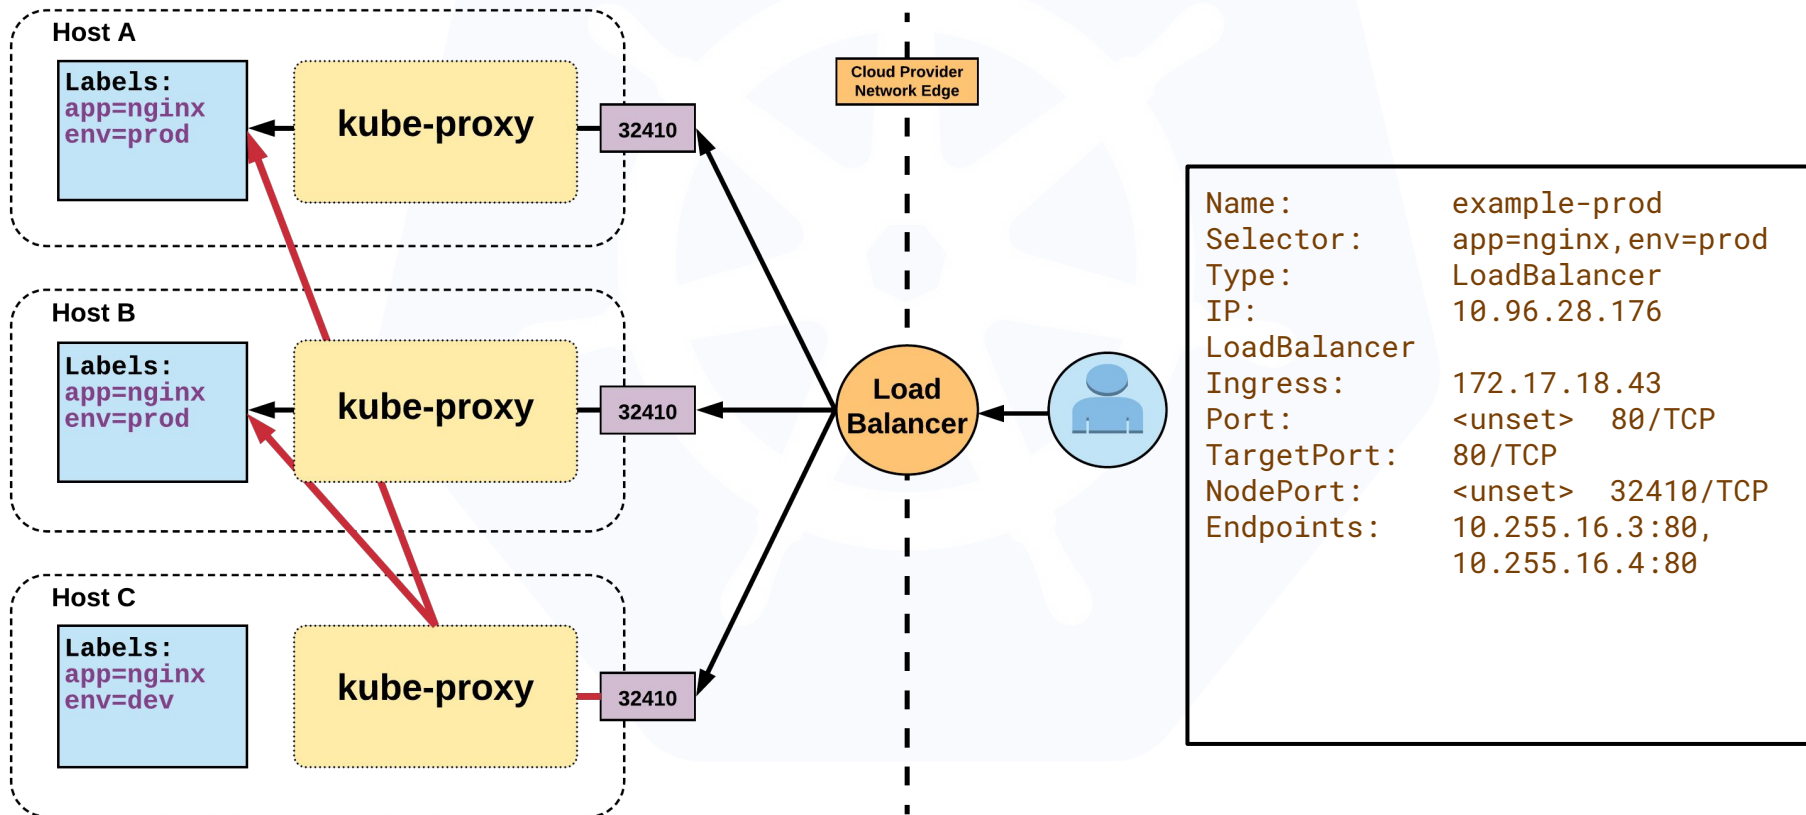 Host A
Labels:
app=nginx
env=prod
kube-proxy
32410
Host B
Labels:
app=nginx
env=prod
kube-proxy
32410
Host C
Labels:
app=nginx
env=dev
kube-proxy
32410
Cloud Provider
Network Edge
Load
Balancer
Name: example-prod
Selector: app=nginx,env=prod
Type: LoadBalancer
IP: 10.96.28.176
LoadBalancer
Ingress: 172.17.18.43
Port: <unset> 80/TCP
TargetPort: 80/TCP
NodePort: <unset> 32410/TCP
Endpoints: 10.255.16.3:80,
10.255.16.4:80